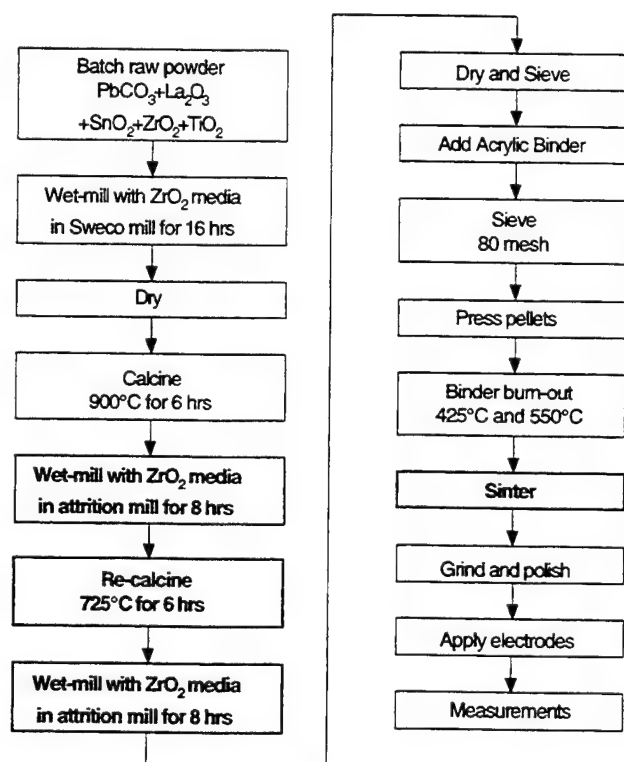 Batch raw powder
PbCO₃+La₂O₃
+SnO₂+ZrO₂+TiO₂
Wet-mill with ZrO₂ media
in Sweco mill for 16 hrs
Dry
Calcine
900°C for 6 hrs
Wet-mill with ZrO₂ media
in attrition mill for 8 hrs
Re-calcine
725°C for 6 hrs
Wet-mill with ZrO₂ media
in attrition mill for 8 hrs
Dry and Sieve
Add Acrylic Binder
Sieve
80 mesh
Press pellets
Binder burn-out
425°C and 550°C
Sinter
Grind and polish
Apply electrodes
Measurements